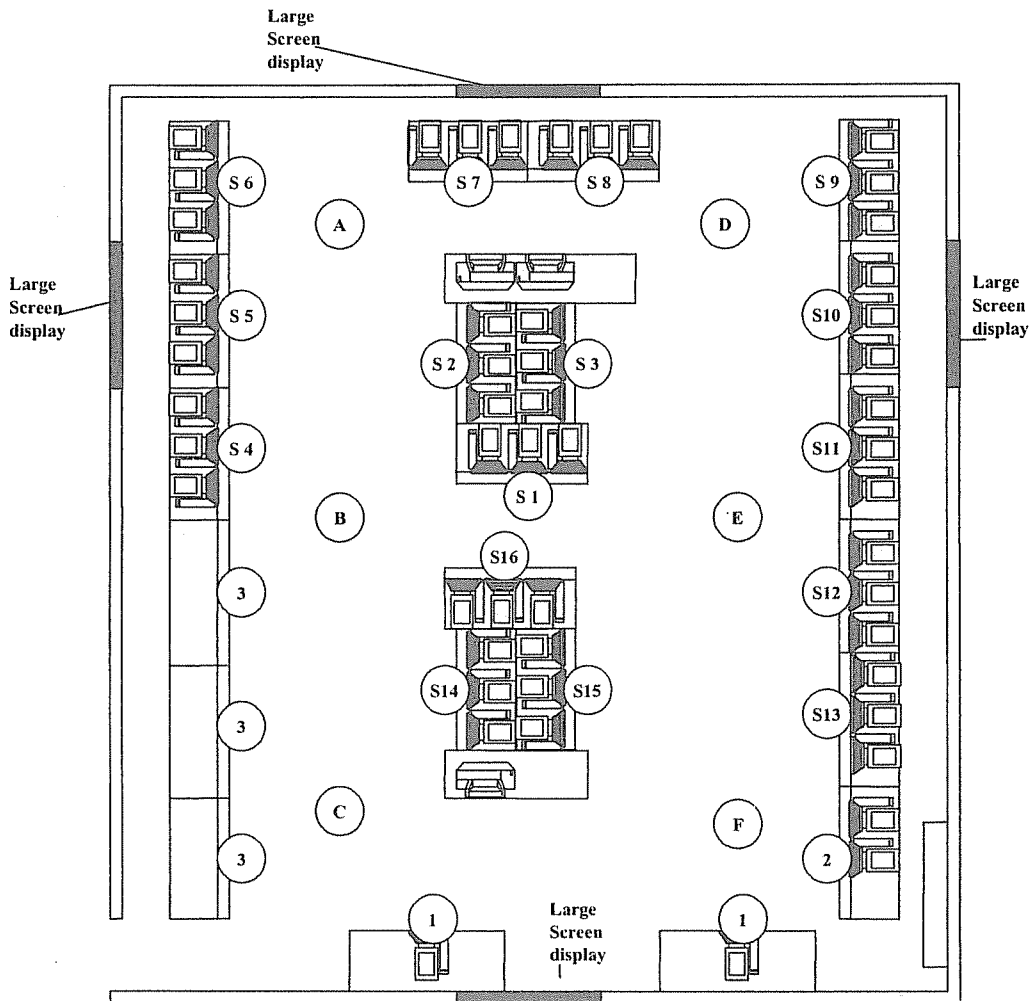 Large
Screen
display
S 7
S 8
S 6
S 9
A
D
Large
Screen
display
S 5
S10
Large
Screen
display
S 2
S 3
S 4
S11
S 1
B
E
S16
3
S12
S14
S15
3
S13
C
F
3
2
1
Large
Screen
display
1